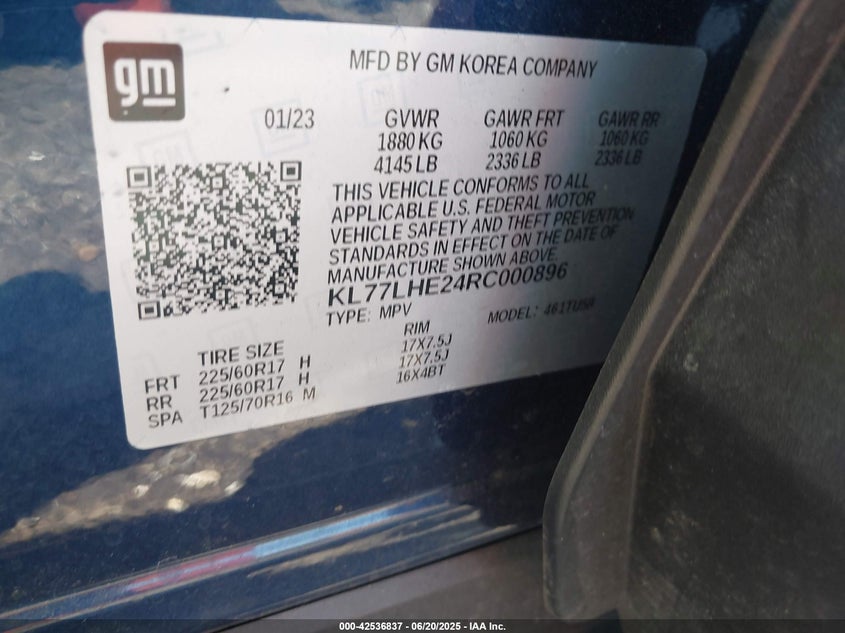 gm
MFD BY GM KOREA COMPANY
01/23 GVWR GAWR FRT GAWR RR
1880 KG 1060 KG 1060 KG
4145 LB 2336 LB 2336 LB
THIS VEHICLE CONFORMS TO ALL
APPLICABLE U.S. FEDERAL MOTOR
VEHICLE SAFETY AND THEFT PREVENTION
STANDARDS IN EFFECT ON THE DATE OF
MANUFACTURE SHOWN ABOVE.
KL77LHE24RC000896
TYPE: MPV MODEL: 461TU58
TIRE SIZE RIM
FRT 225/60R17 H 17X7.5J
RR 225/60R17 H 17X7.5J
SPA T125/70R16 M 16X4BT
000-42536837 | 06/20/2025 - IAA Inc.